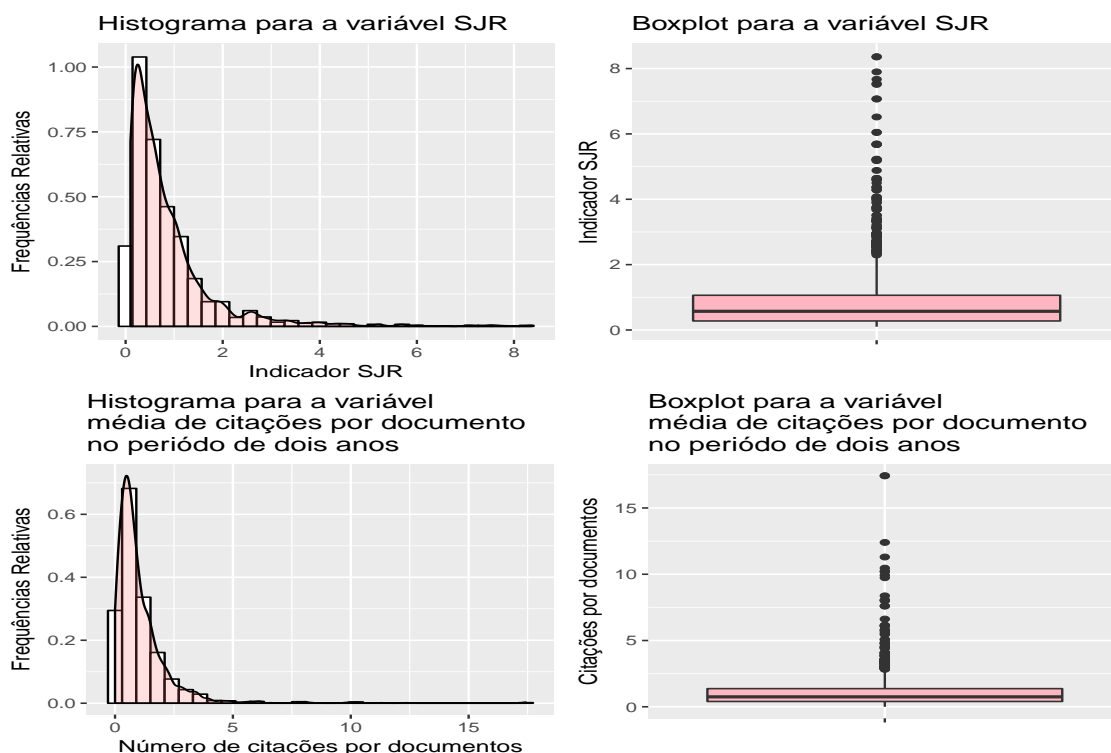 Histograma para a variável SJR
Frequências Relativas
1.00
0.75
0.50
0.25
0.00
0 2 4 6 8
Indicador SJR
Boxplot para a variável SJR
Indicador SJR
8
6
4
2
0
Histograma para a variável
média de citações por documento
no periódo de dois anos
Frequências Relativas
0.6
0.4
0.2
0.0
0 5 10 15
Número de citações por documentos
Boxplot para a variável
média de citações por documento
no periódo de dois anos
Citações por documentos
15
10
5
0